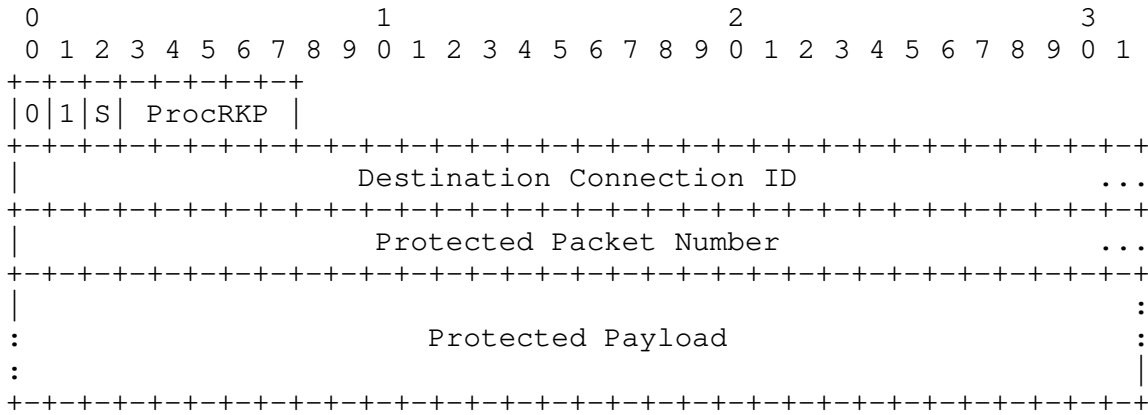 0                   1                   2                   3
 0 1 2 3 4 5 6 7 8 9 0 1 2 3 4 5 6 7 8 9 0 1 2 3 4 5 6 7 8 9 0 1
+-+-+-+-+-+-+-+-+
|0|1|S| ProcRKP |
+-+-+-+-+-+-+-+-+-+-+-+-+-+-+-+-+-+-+-+-+-+-+-+-+-+-+-+-+-+-+-+-+
|                   Destination Connection ID                 ...
+-+-+-+-+-+-+-+-+-+-+-+-+-+-+-+-+-+-+-+-+-+-+-+-+-+-+-+-+-+-+-+-+
|                    Protected Packet Number                  ...
+-+-+-+-+-+-+-+-+-+-+-+-+-+-+-+-+-+-+-+-+-+-+-+-+-+-+-+-+-+-+-+-+
|                                                               :
:                       Protected Payload                       :
:                                                               |
+-+-+-+-+-+-+-+-+-+-+-+-+-+-+-+-+-+-+-+-+-+-+-+-+-+-+-+-+-+-+-+-+